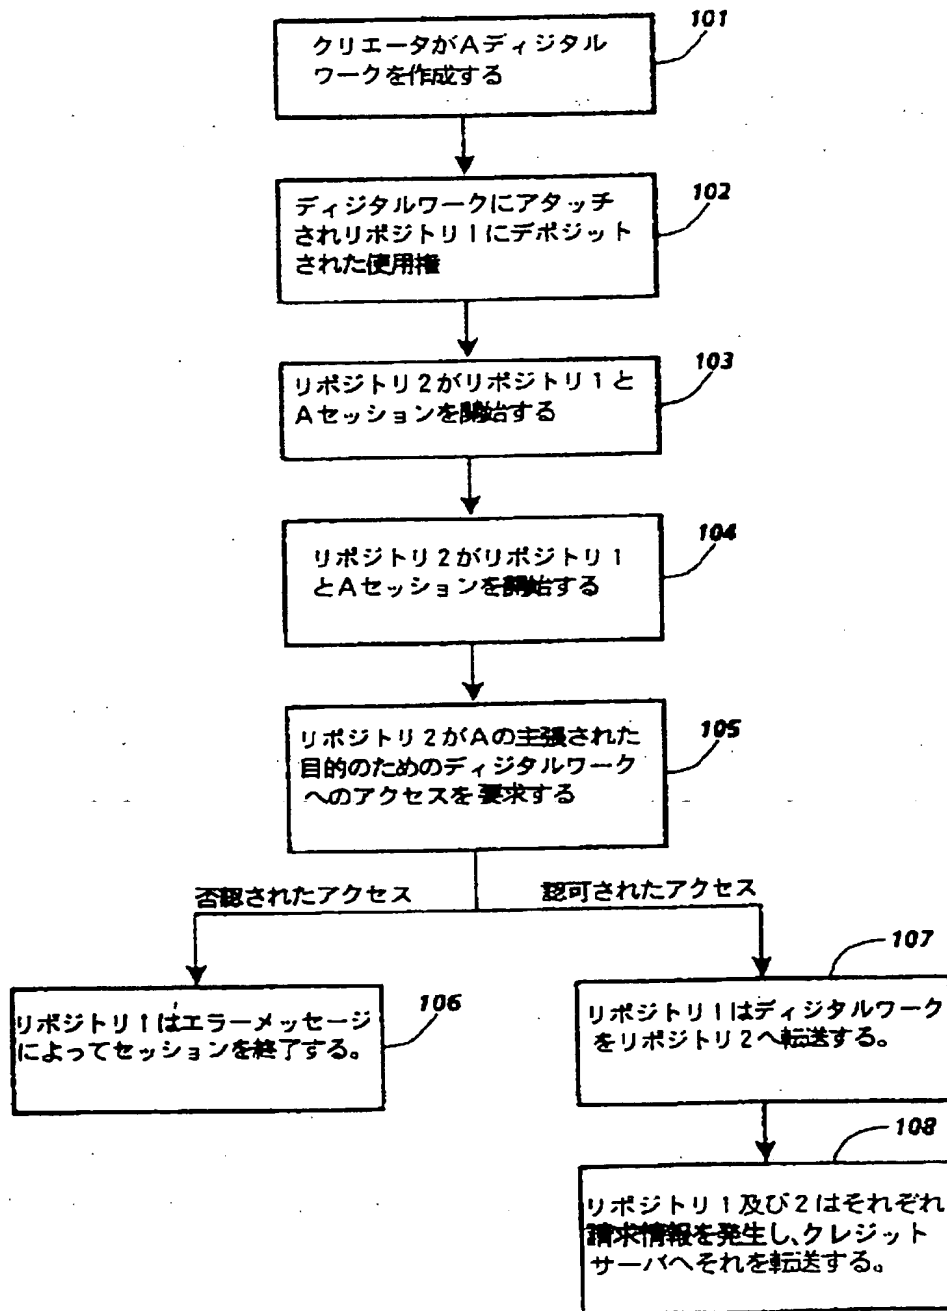 101
クリエータがAディジタル
ワークを作成する
102
ディジタルワークにアタッチ
されリポジトリ1にデポジット
された使用権
103
リポジトリ2がリポジトリ1と
Aセッションを開始する
104
リポジトリ2がリポジトリ1
とAセッションを開始する
105
リポジトリ2がAの主張された
目的のためのディジタルワーク
へのアクセスを要求する
否認されたアクセス
認可されたアクセス
106
リポジトリ1はエラーメッセージ
によってセッションを終了する。
107
リポジトリ1はディジタルワーク
をリポジトリ2へ転送する。
108
リポジトリ1及び2はそれぞれ
請求情報を発生し、クレジット
サーバへそれを転送する。